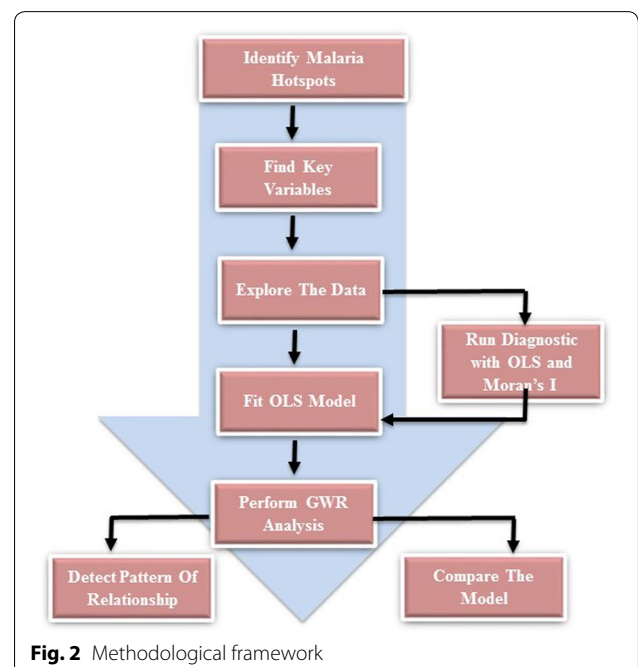 Identify Malaria
Hotspots
Find Key
Variables
Explore The Data
Run Diagnostic
with OLS and
Moran's I
Fit OLS Model
Perform GWR
Analysis
Detect Pattern Of
Relationship
Compare The
Model
Fig. 2 Methodological framework